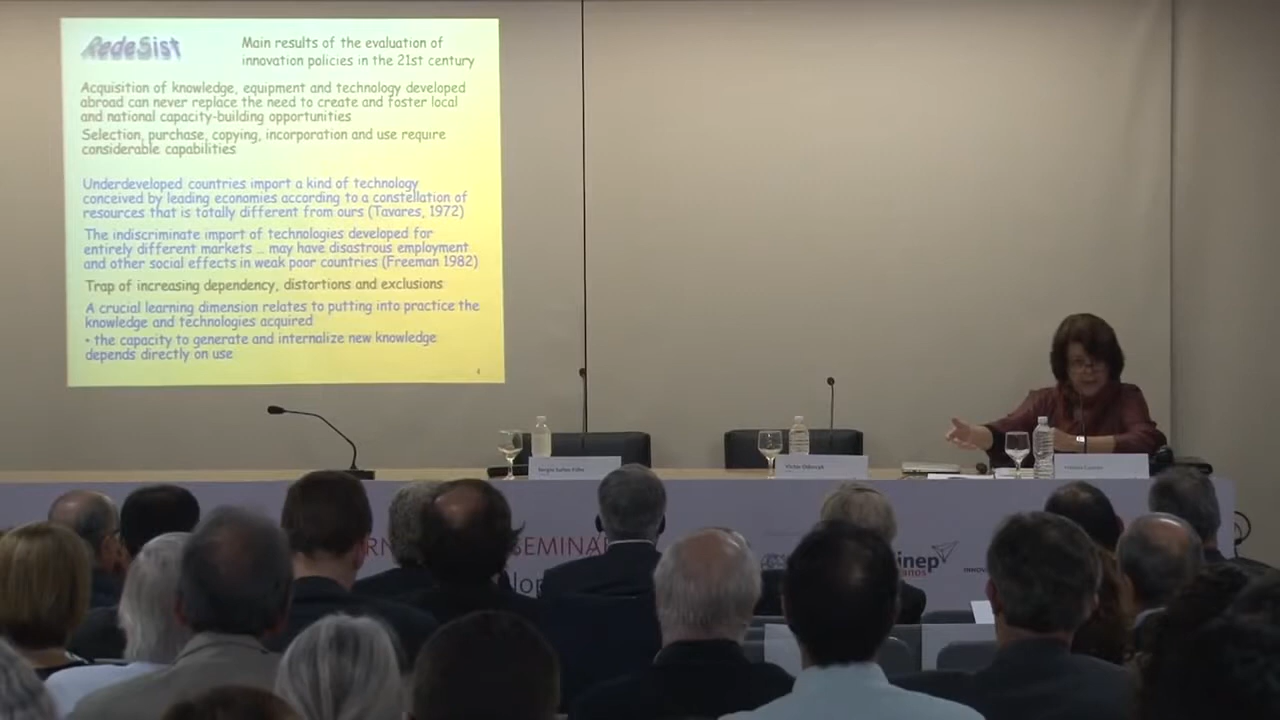 RedeSist
Main results of the evaluation of
innovation policies in the 21st century
Acquisition of knowledge, equipment and technology developed
abroad can never replace the need to create and foster local
and national capacity-building opportunities
Selection, purchase, copying, incorporation and use require
considerable capabilities
Underdeveloped countries import a kind of technology
conceived by leading economies according to a constellation of
resources that is totally different from ours (Tavares, 1972)
The indiscriminate import of technologies developed for
entirely different markets … may have disastrous employment
and other social effects in weak poor countries (Freeman 1982)
Trap of increasing dependency, distortions and exclusions
A crucial learning dimension relates to putting into practice the
knowledge and technologies acquired
• the capacity to generate and internalize new knowledge
depends directly on use
4
SEMINA
inep
anos